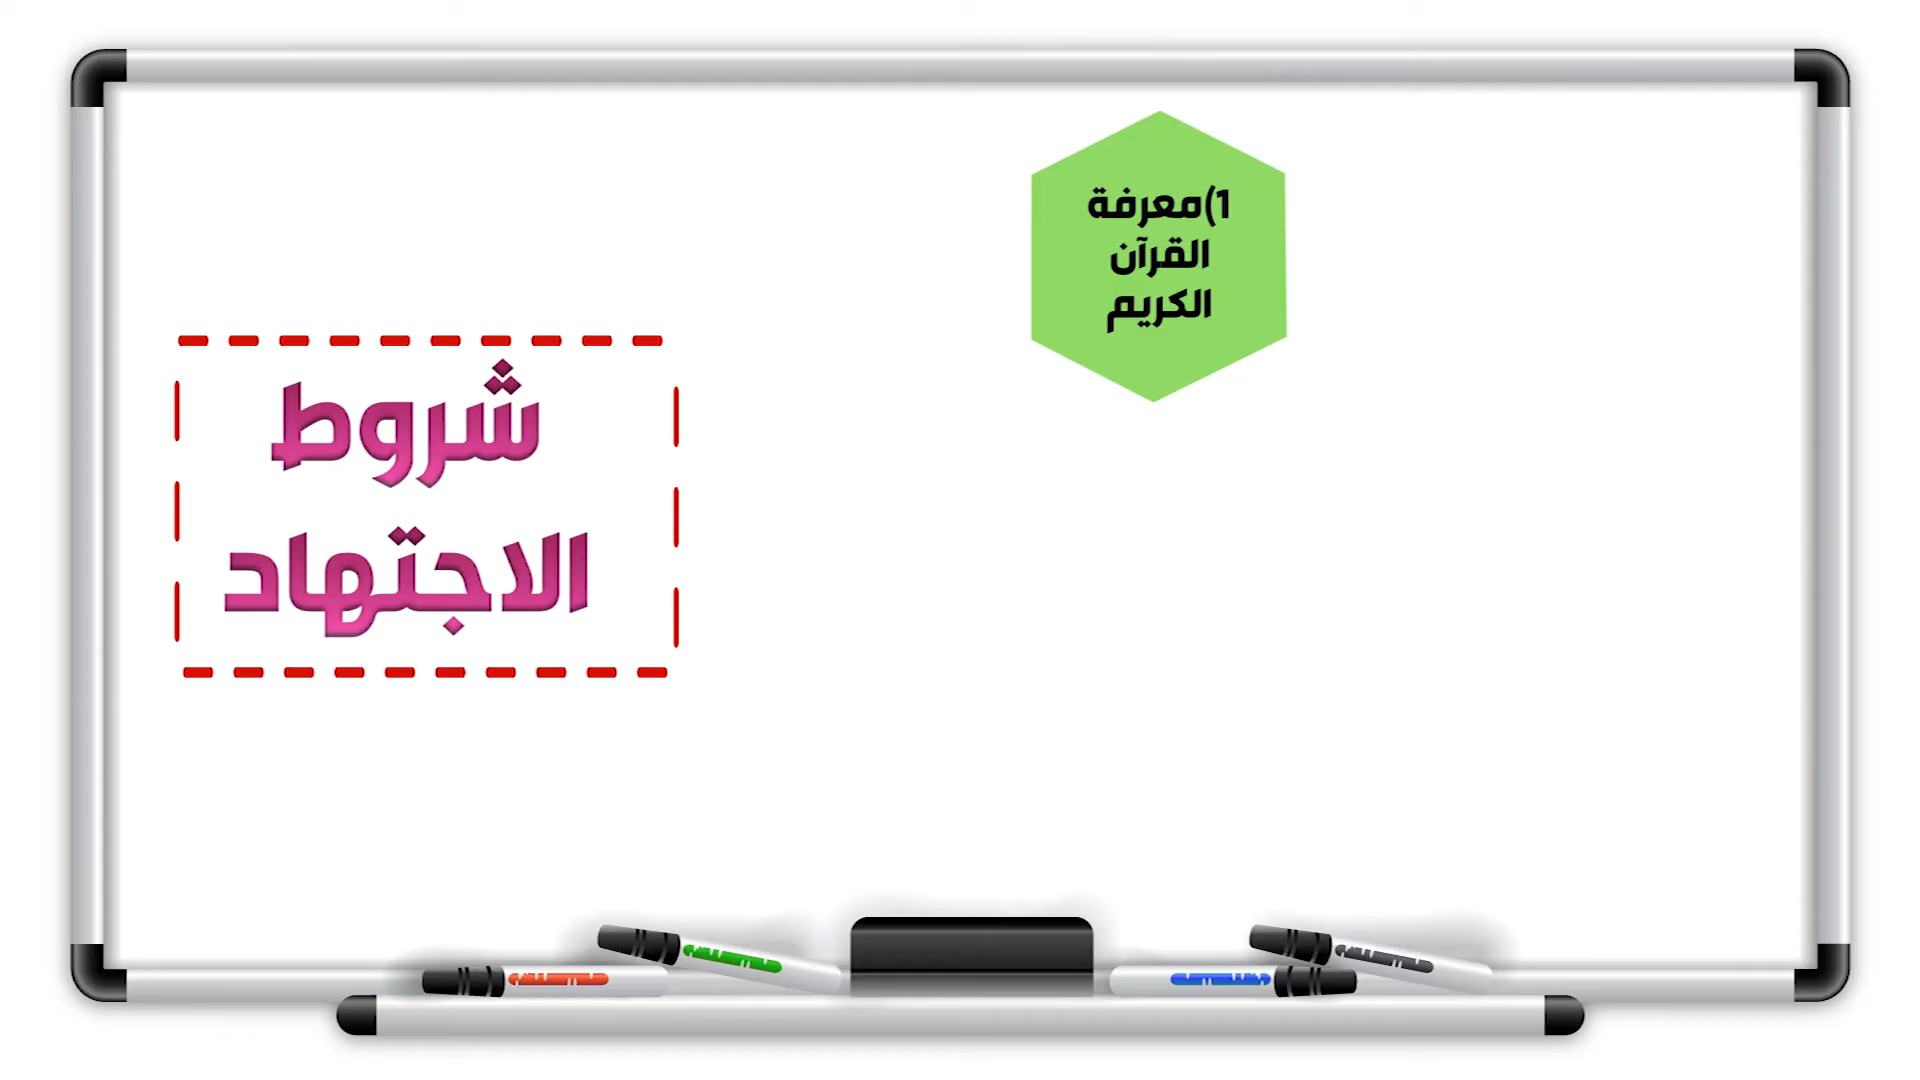 شروط
الاجتهاد
1)معرفة
القرآن
الكريم